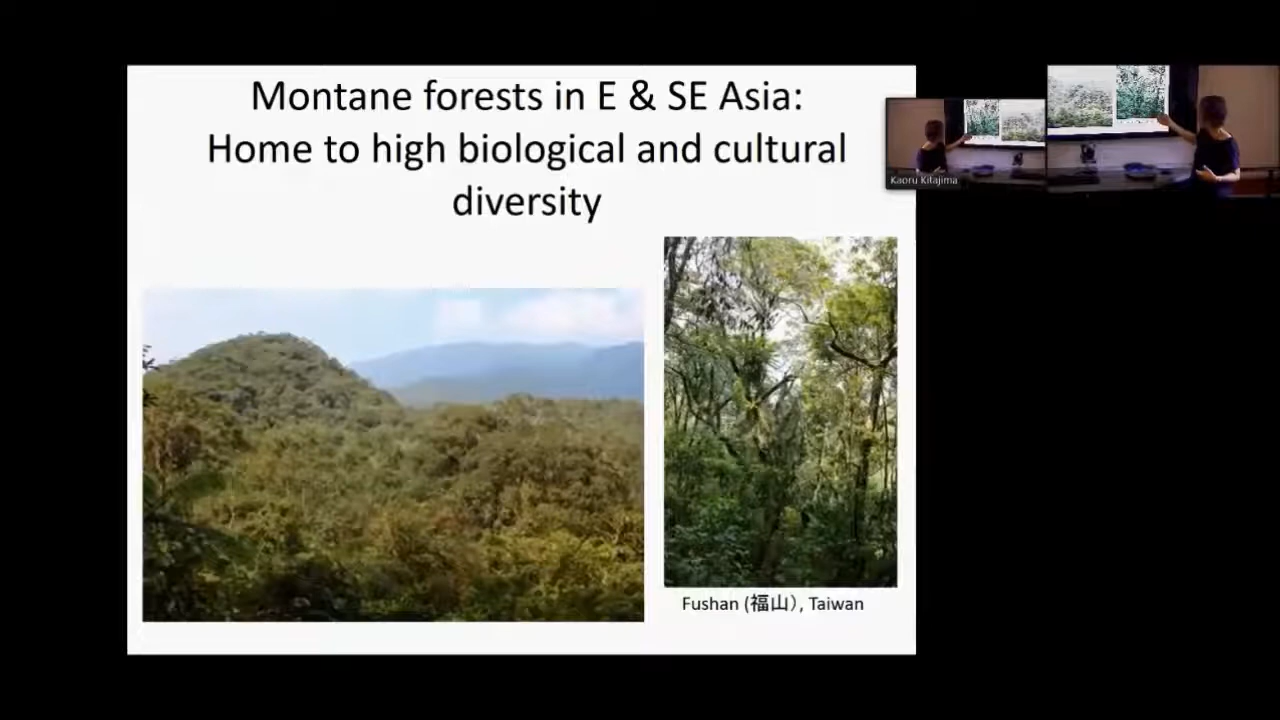 Montane forests in E & SE Asia:
Home to high biological and cultural
diversity
Kaoru Kitajima
Fushan (福山), Taiwan